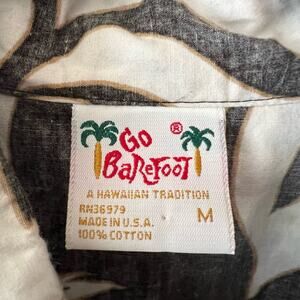 Go
BaReFooT ®
A HAWAIIAN TRADITION
RN36979
MADE IN U.S.A.
100% COTTON
M